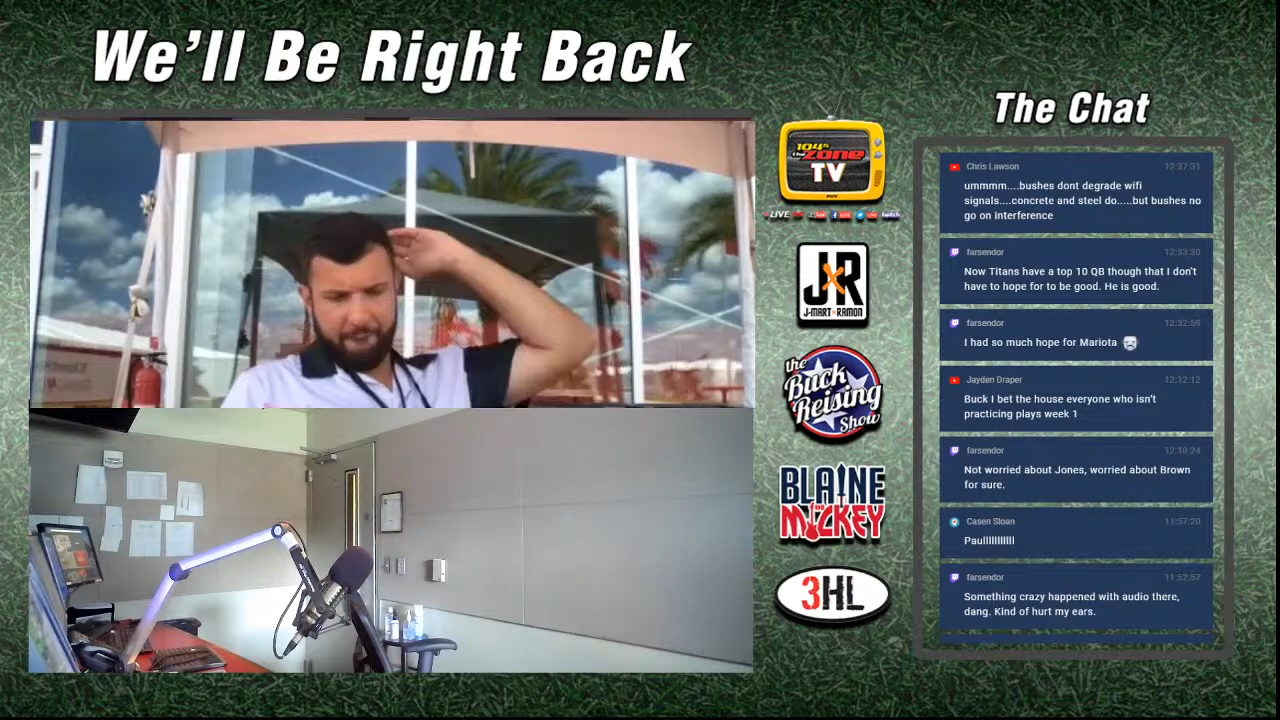 We'll Be Right Back
The Chat
104.5
the zone
TV
LIVE
JxR
J-MART x RAMON
the
Buck
Reising
Show
BLAINE
AND
MICKEY
3HL
Chris Lawson 12:37:31
ummmm....bushes dont degrade wifi
signals....concrete and steel do.....but bushes no
go on interference
farsendor 12:33:30
Now Titans have a top 10 QB though that I don't
have to hope for to be good. He is good.
farsendor 12:32:59
I had so much hope for Mariota
Jayden Draper 12:12:12
Buck I bet the house everyone who isn't
practicing plays week 1
farsendor 12:10:24
Not worried about Jones, worried about Brown
for sure.
Casen Sloan 11:57:20
Paulllllllllll
farsendor 11:52:57
Something crazy happened with audio there,
dang. Kind of hurt my ears.